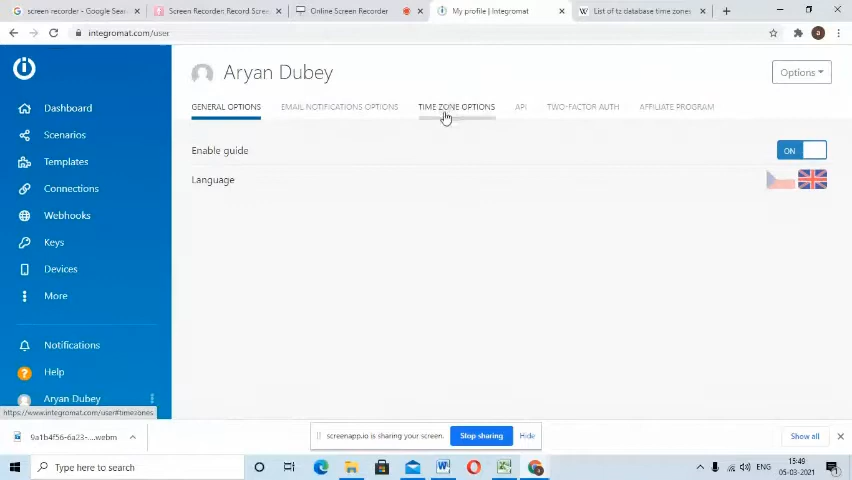 screen recorder - Google Sea
Screen Recorder: Record Scree
Online Screen Recorder
My profile | Integromat
List of tz database time zones
integromat.com/user
a
Aryan Dubey
Options
GENERAL OPTIONS
EMAIL NOTIFICATIONS OPTIONS
TIME ZONE OPTIONS
API
TWO-FACTOR AUTH
AFFILIATE PROGRAM
Dashboard
Scenarios
Templates
Connections
Webhooks
Keys
Devices
More
Notifications
Help
Aryan Dubey
Enable guide
ON
Language
https://www.integromat.com/user#timezones
9a1b4f56-6a23-....webm
screenapp.io is sharing your screen.
Stop sharing
Hide
Show all
Type here to search
ENG
15:49
05-03-2021